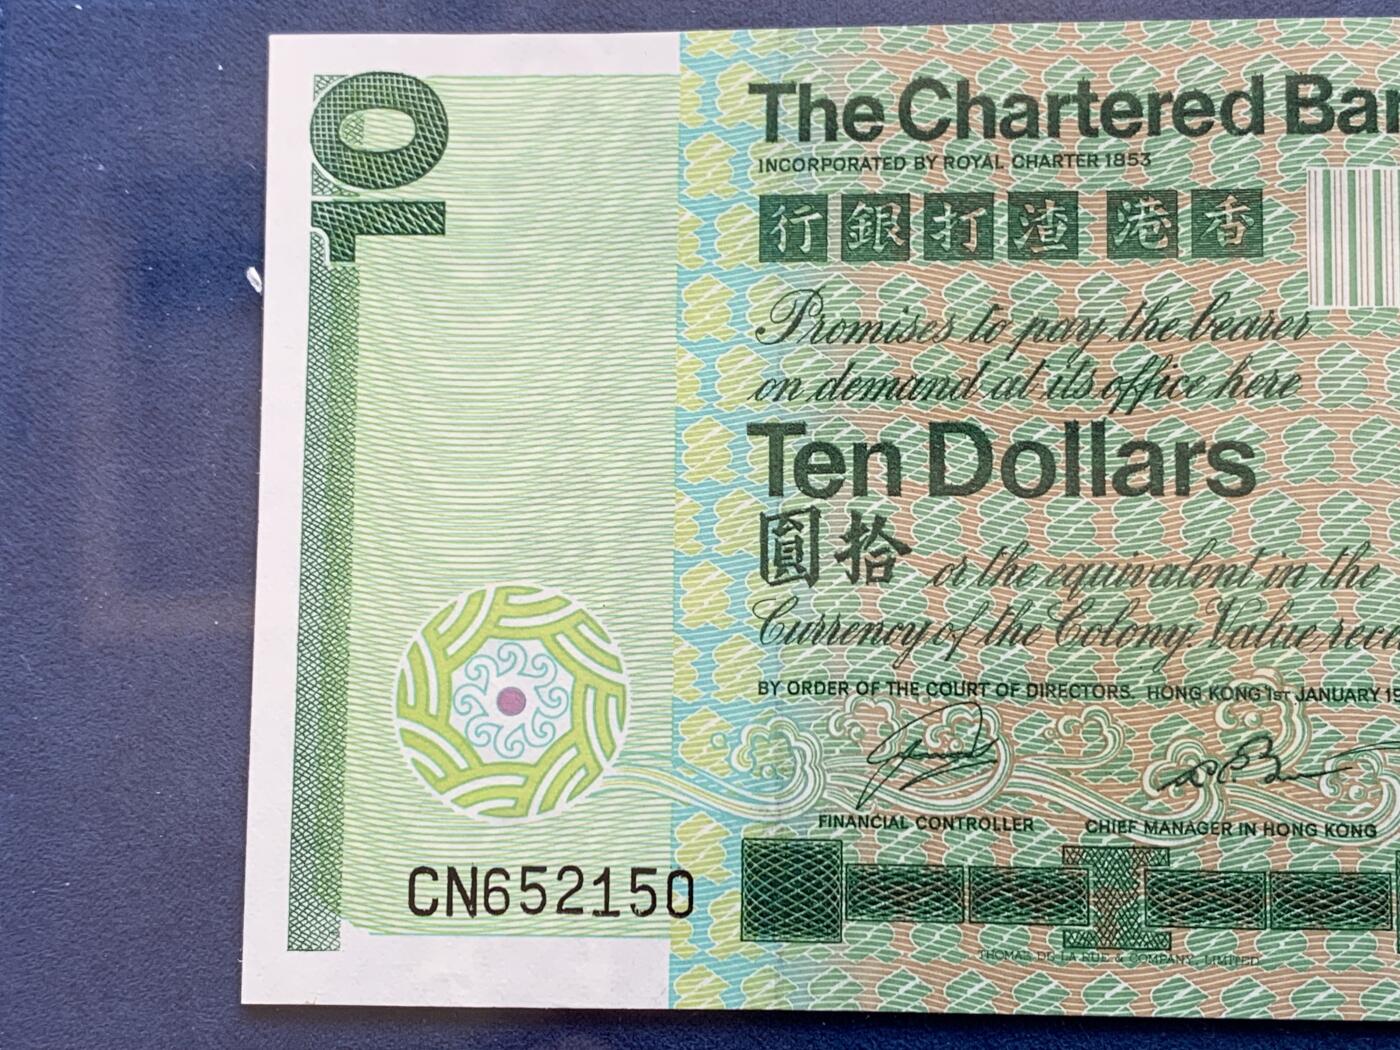 10
The Chartered Ba
INCORPORATED BY ROYAL CHARTER 1853
行銀打渣港香
Promises to pay the bearer
on demand at its office here
Ten Dollars
圓拾 or the equivalent in the
Currency of the Colony. Value rec
BY ORDER OF THE COURT OF DIRECTORS. HONG KONG 1ST JANUARY 19
FINANCIAL CONTROLLER CHIEF MANAGER IN HONG KONG
CN652150
THOMAS DE LA RUE & COMPANY, LIMITED.